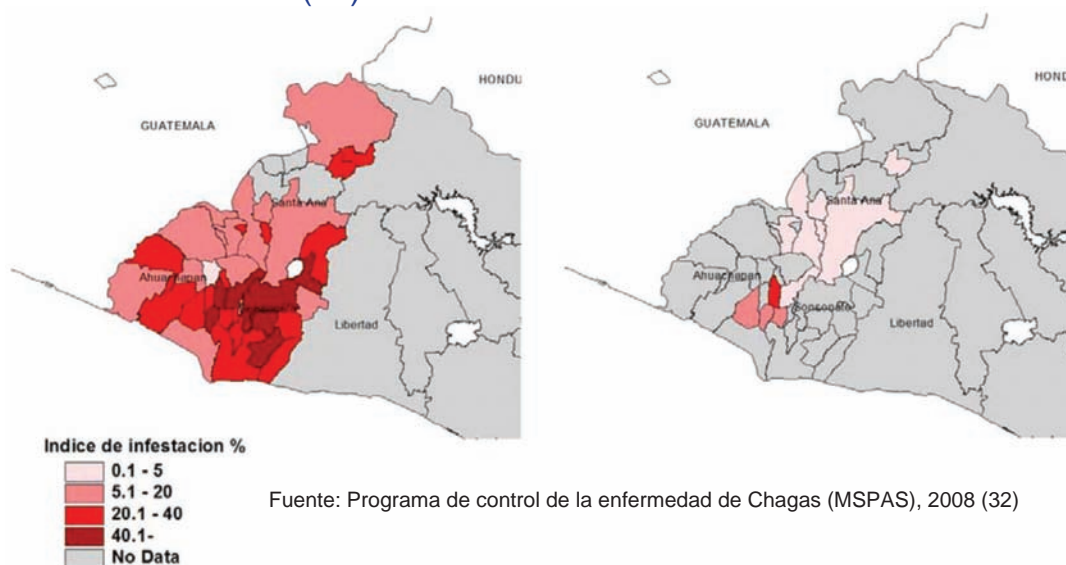 HONDU
GUATEMALA
Santa Ana
Ahuachapan
Libertad
HOND
GUATEMALA
Santa Ana
Ahuachapan
Sonsonate
Libertad
Indice de infestacion %
0.1 - 5
5.1 - 20
20.1 - 40
40.1-
No Data
Fuente: Programa de control de la enfermedad de Chagas (MSPAS), 2008 (32)